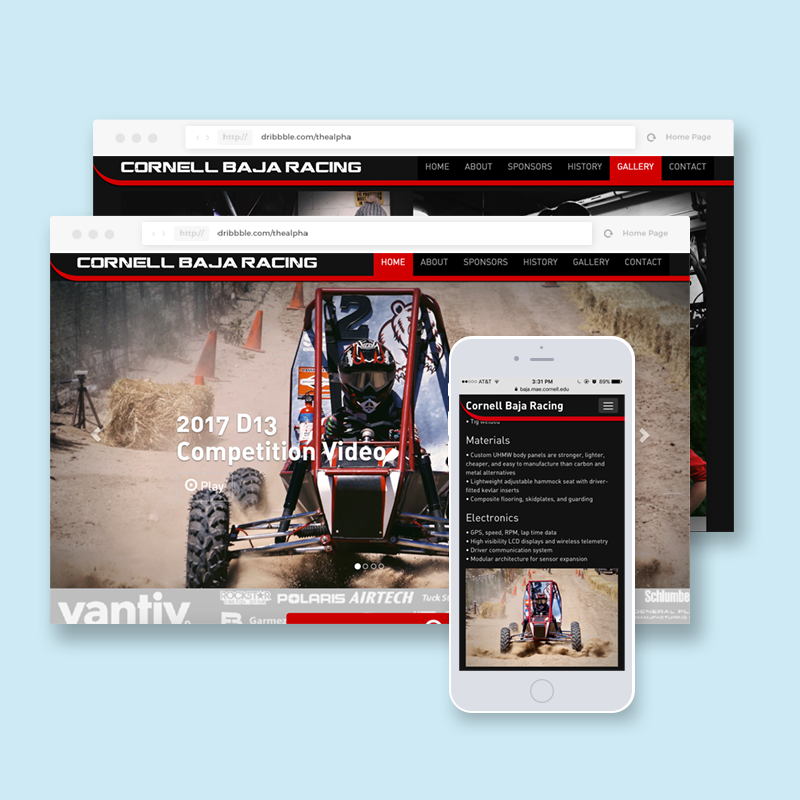 http://
dribbble.com/thealpha
Home Page
CORNELL BAJA RACING
HOME
ABOUT
SPONSORS
HISTORY
GALLERY
CONTACT
http://
dribbble.com/thealpha
Home Page
CORNELL BAJA RACING
HOME
ABOUT
SPONSORS
HISTORY
GALLERY
CONTACT
2
2017 D13
Competition Video
Play
vantiv
ROCKSTAR
POLARIS
AIRTECH
Tuck
Schlumbe
Garmez
GENERAL PL
MANUFACTURING
AT&T
3:31 PM
89%
baja.mae.cornell.edu
Cornell Baja Racing
• Tig welded
Materials
• Custom UHMW body panels are stronger, lighter,
cheaper, and easy to manufacture than carbon and
metal alternatives
• Lightweight adjustable hammock seat with driver-
fitted kevlar inserts
• Composite flooring, skidplates, and guarding
Electronics
• GPS, speed, RPM, lap time data
• High visibility LCD displays and wireless telemetry
• Driver communication system
• Modular architecture for sensor expansion